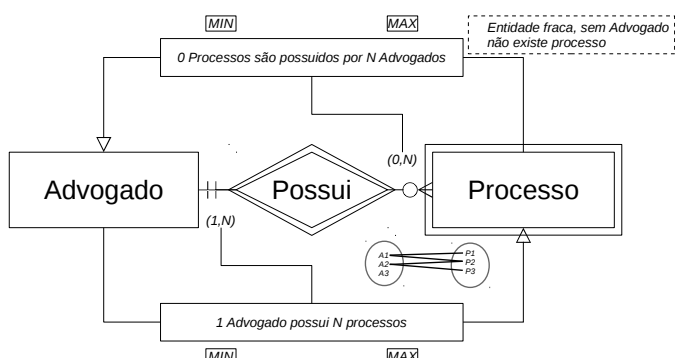 MIN MAX
Entidade fraca, sem Advogado
não existe processo
0 Processos são possuidos por N Advogados
(0,N)
Advogado Possui Processo
(1,N)
A1 P1
A2 P2
A3 P3
1 Advogado possui N processos
MIN MAX